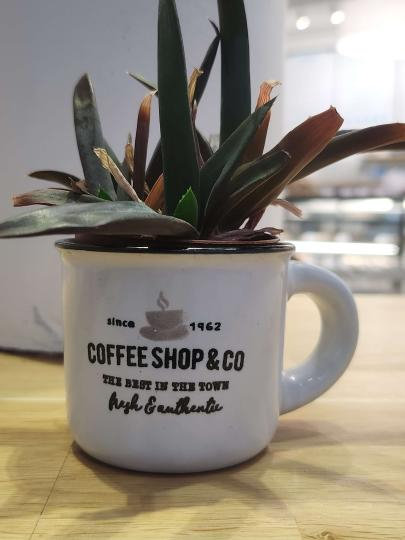 since 1962
COFFEE SHOP & CO
THE BEST IN THE TOWN
fresh & authentic